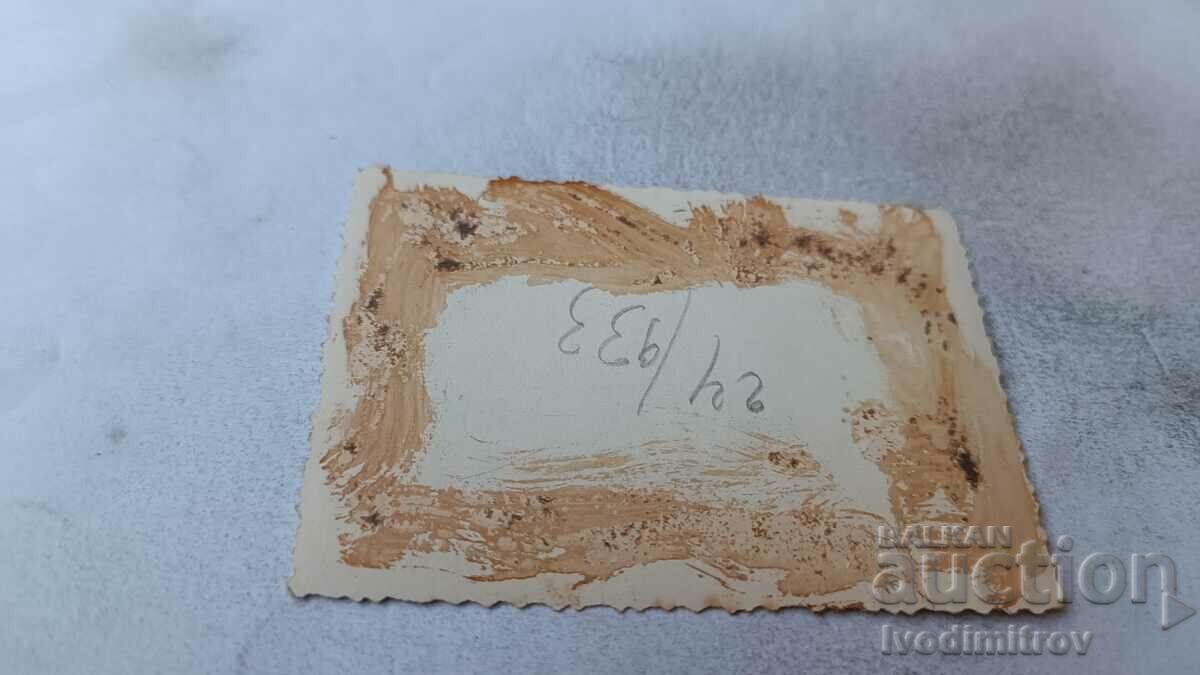 24/933
BALKAN
auction
Ivodimitrov